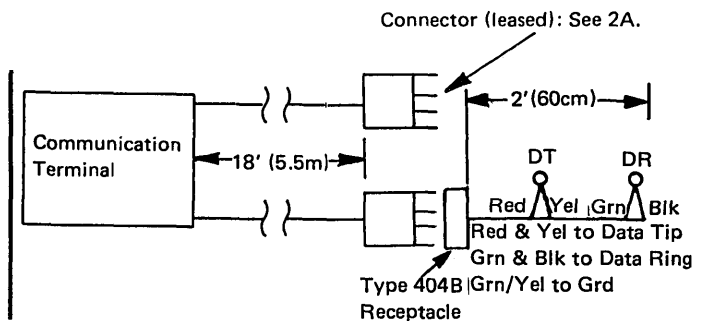 Connector (leased): See 2A.
2'(60cm)
Communication
Terminal
18' (5.5m)
DT DR
Red Yel Grn Blk
Red & Yel to Data Tip
Grn & Blk to Data Ring
Type 404B Grn/Yel to Grd
Receptacle